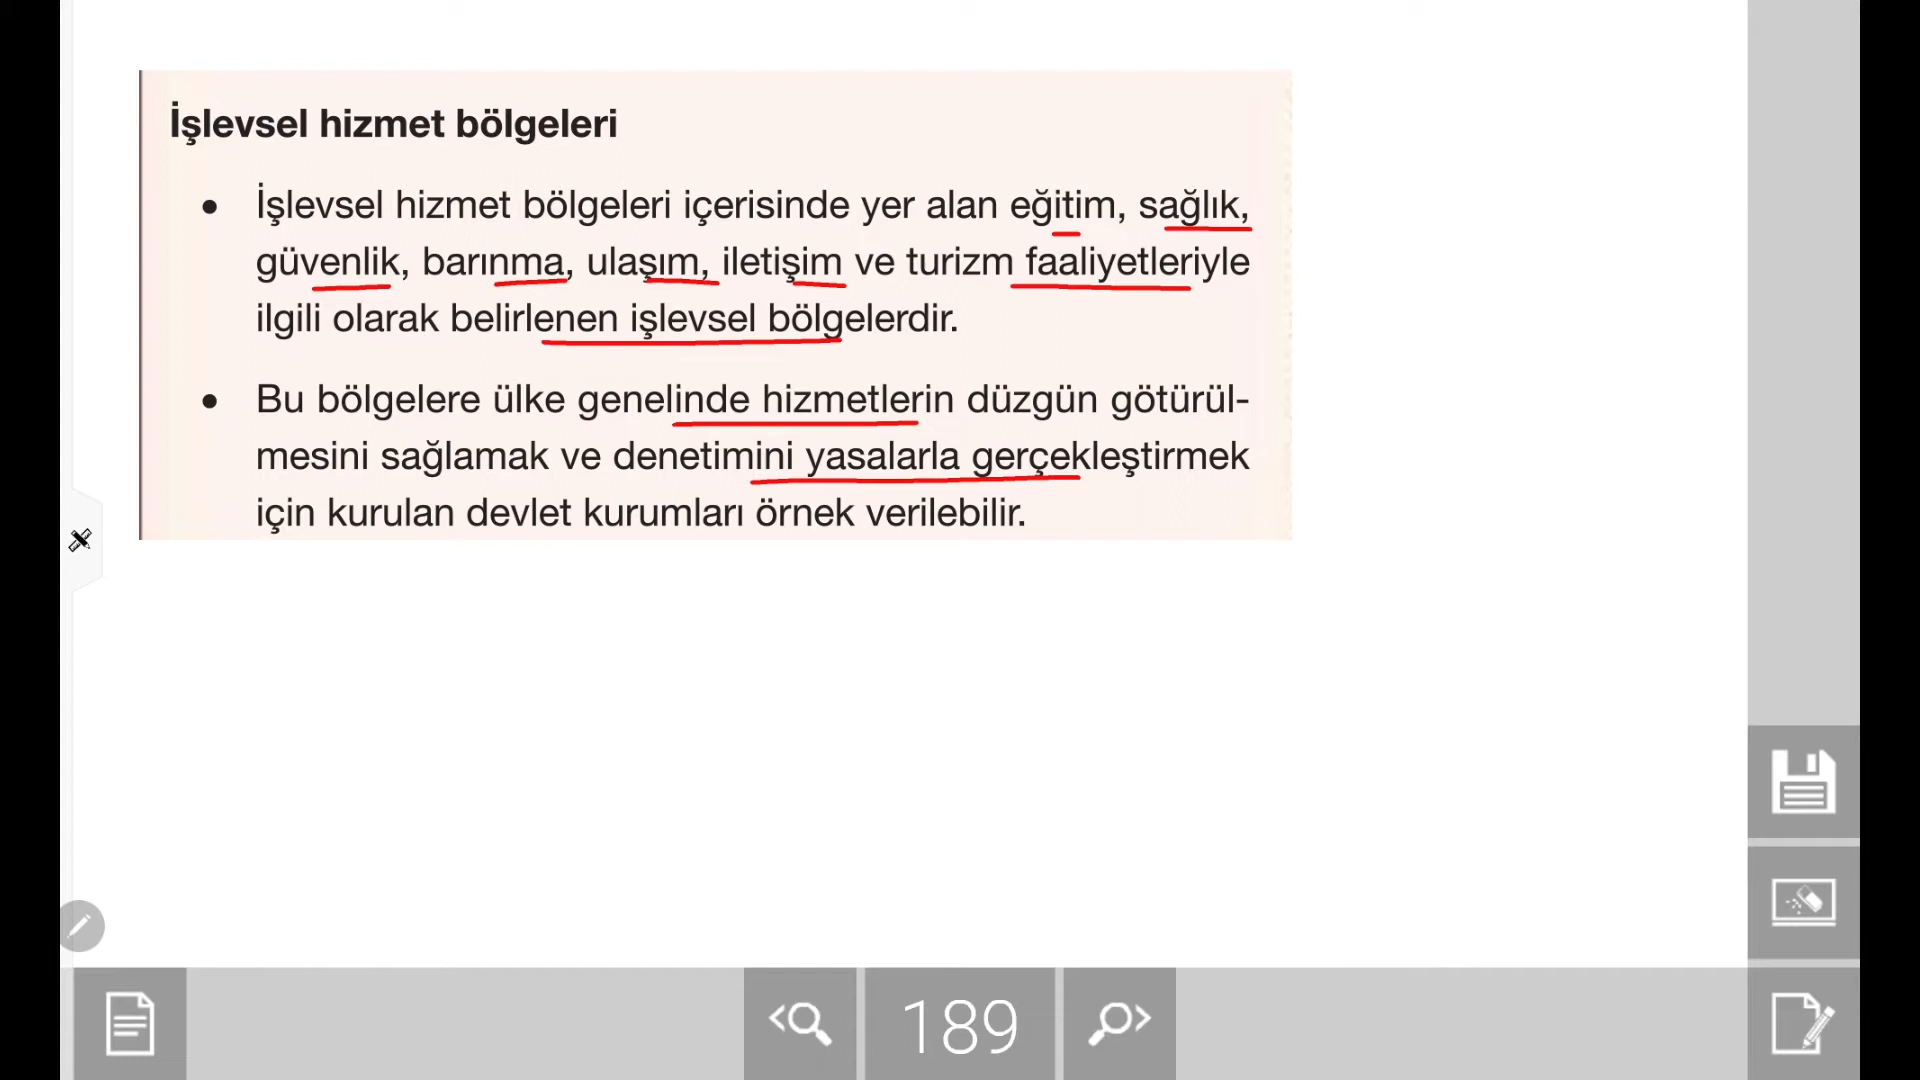 İşlevsel hizmet bölgeleri
• İşlevsel hizmet bölgeleri içerisinde yer alan eğitim, sağlık,
güvenlik, barınma, ulaşım, iletişim ve turizm faaliyetleriyle
ilgili olarak belirlenen işlevsel bölgelerdir.
• Bu bölgelere ülke genelinde hizmetlerin düzgün götürül-
mesini sağlamak ve denetimini yasalarla gerçekleştirmek
için kurulan devlet kurumları örnek verilebilir.
189